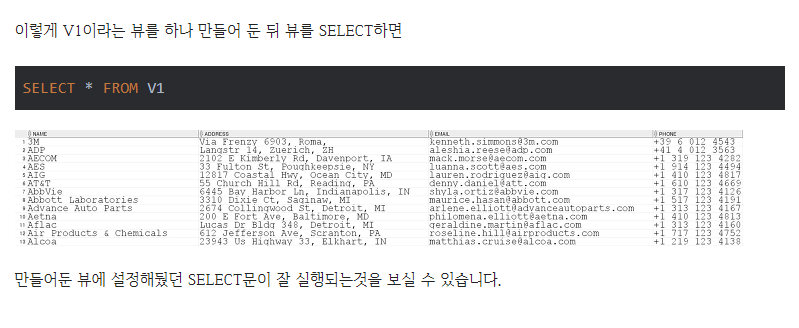 이렇게 V1이라는 뷰를 하나 만들어 둔 뒤 뷰를 SELECT하면
SELECT * FROM V1
NAME ADDRESS EMAIL PHONE
1 3M Via Frenzy 6903, Roma, kenneth.simmons@3m.com +39 6 012 4543
2 ADP Langstr 14, Zuerich, ZH aleshia.reese@adp.com +41 4 012 3563
3 AECOM 2102 E Kimberly Rd, Davenport, IA mack.morse@aecom.com +1 319 123 4282
4 AES 33 Fulton St, Poughkeepsie, NY luanna.scott@aes.com +1 914 123 4494
5 AIG 12817 Coastal Hwy, Ocean City, MD lauren.rodriguez@aig.com +1 410 123 4817
6 AT&T 55 Church Hill Rd, Reading, PA denny.daniel@att.com +1 610 123 4669
7 AbbVie 6445 Bay Harbor Ln, Indianapolis, IN shyla.ortiz@abbvie.com +1 317 123 4126
8 Abbott Laboratories 3310 Dixie Ct, Saginaw, MI maurice.hasan@abbott.com +1 517 123 4191
9 Advance Auto Parts 2674 Collingwood St, Detroit, MI arlene.elliott@advanceautoparts.com +1 313 123 4167
10 Aetna 200 E Fort Ave, Baltimore, MD philomena.elliott@aetna.com +1 410 123 4813
11 Aflac Lucas Dr Bldg 348, Detroit, MI geraldine.martin@aflac.com +1 313 123 4160
12 Air Products & Chemicals 612 Jefferson Ave, Scranton, PA roseline.hill@airproducts.com +1 717 123 4752
13 Alcoa 23943 Us Highway 33, Elkhart, IN matthias.cruise@alcoa.com +1 219 123 4138
만들어둔 뷰에 설정해뒀던 SELECT문이 잘 실행되는것을 보실 수 있습니다.